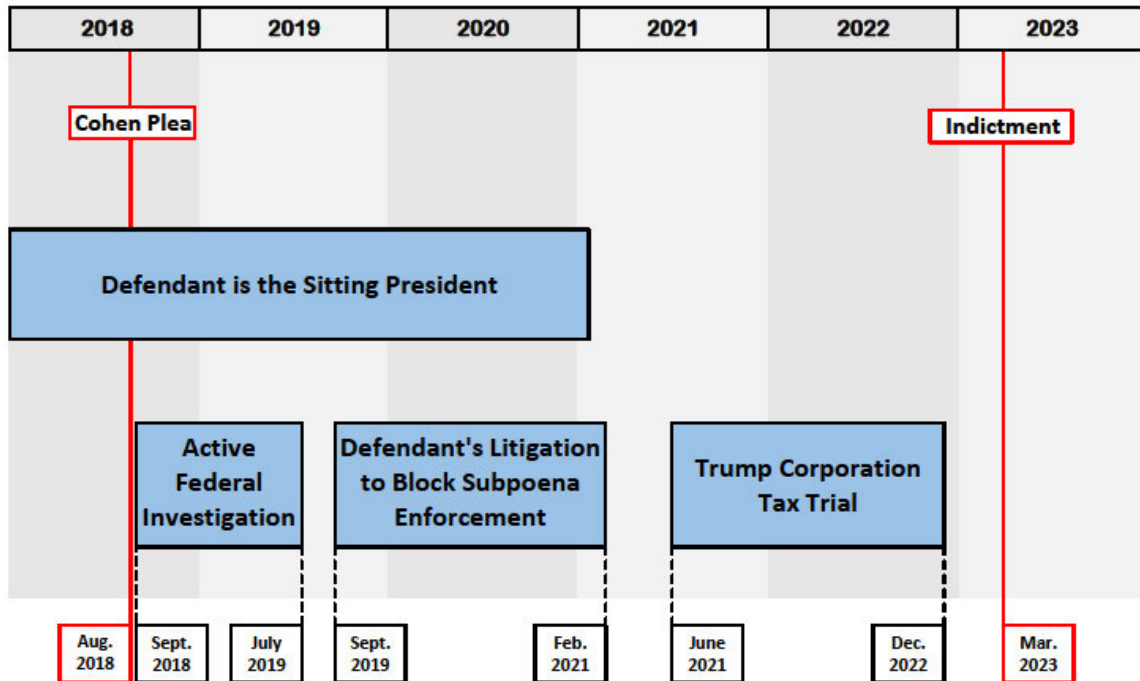 2018 2019 2020 2021 2022 2023
Cohen Plea
Indictment
Defendant is the Sitting President
Active
Federal
Investigation
Defendant's Litigation
to Block Subpoena
Enforcement
Trump Corporation
Tax Trial
Aug.
2018
Sept.
2018
July
2019
Sept.
2019
Feb.
2021
June
2021
Dec.
2022
Mar.
2023